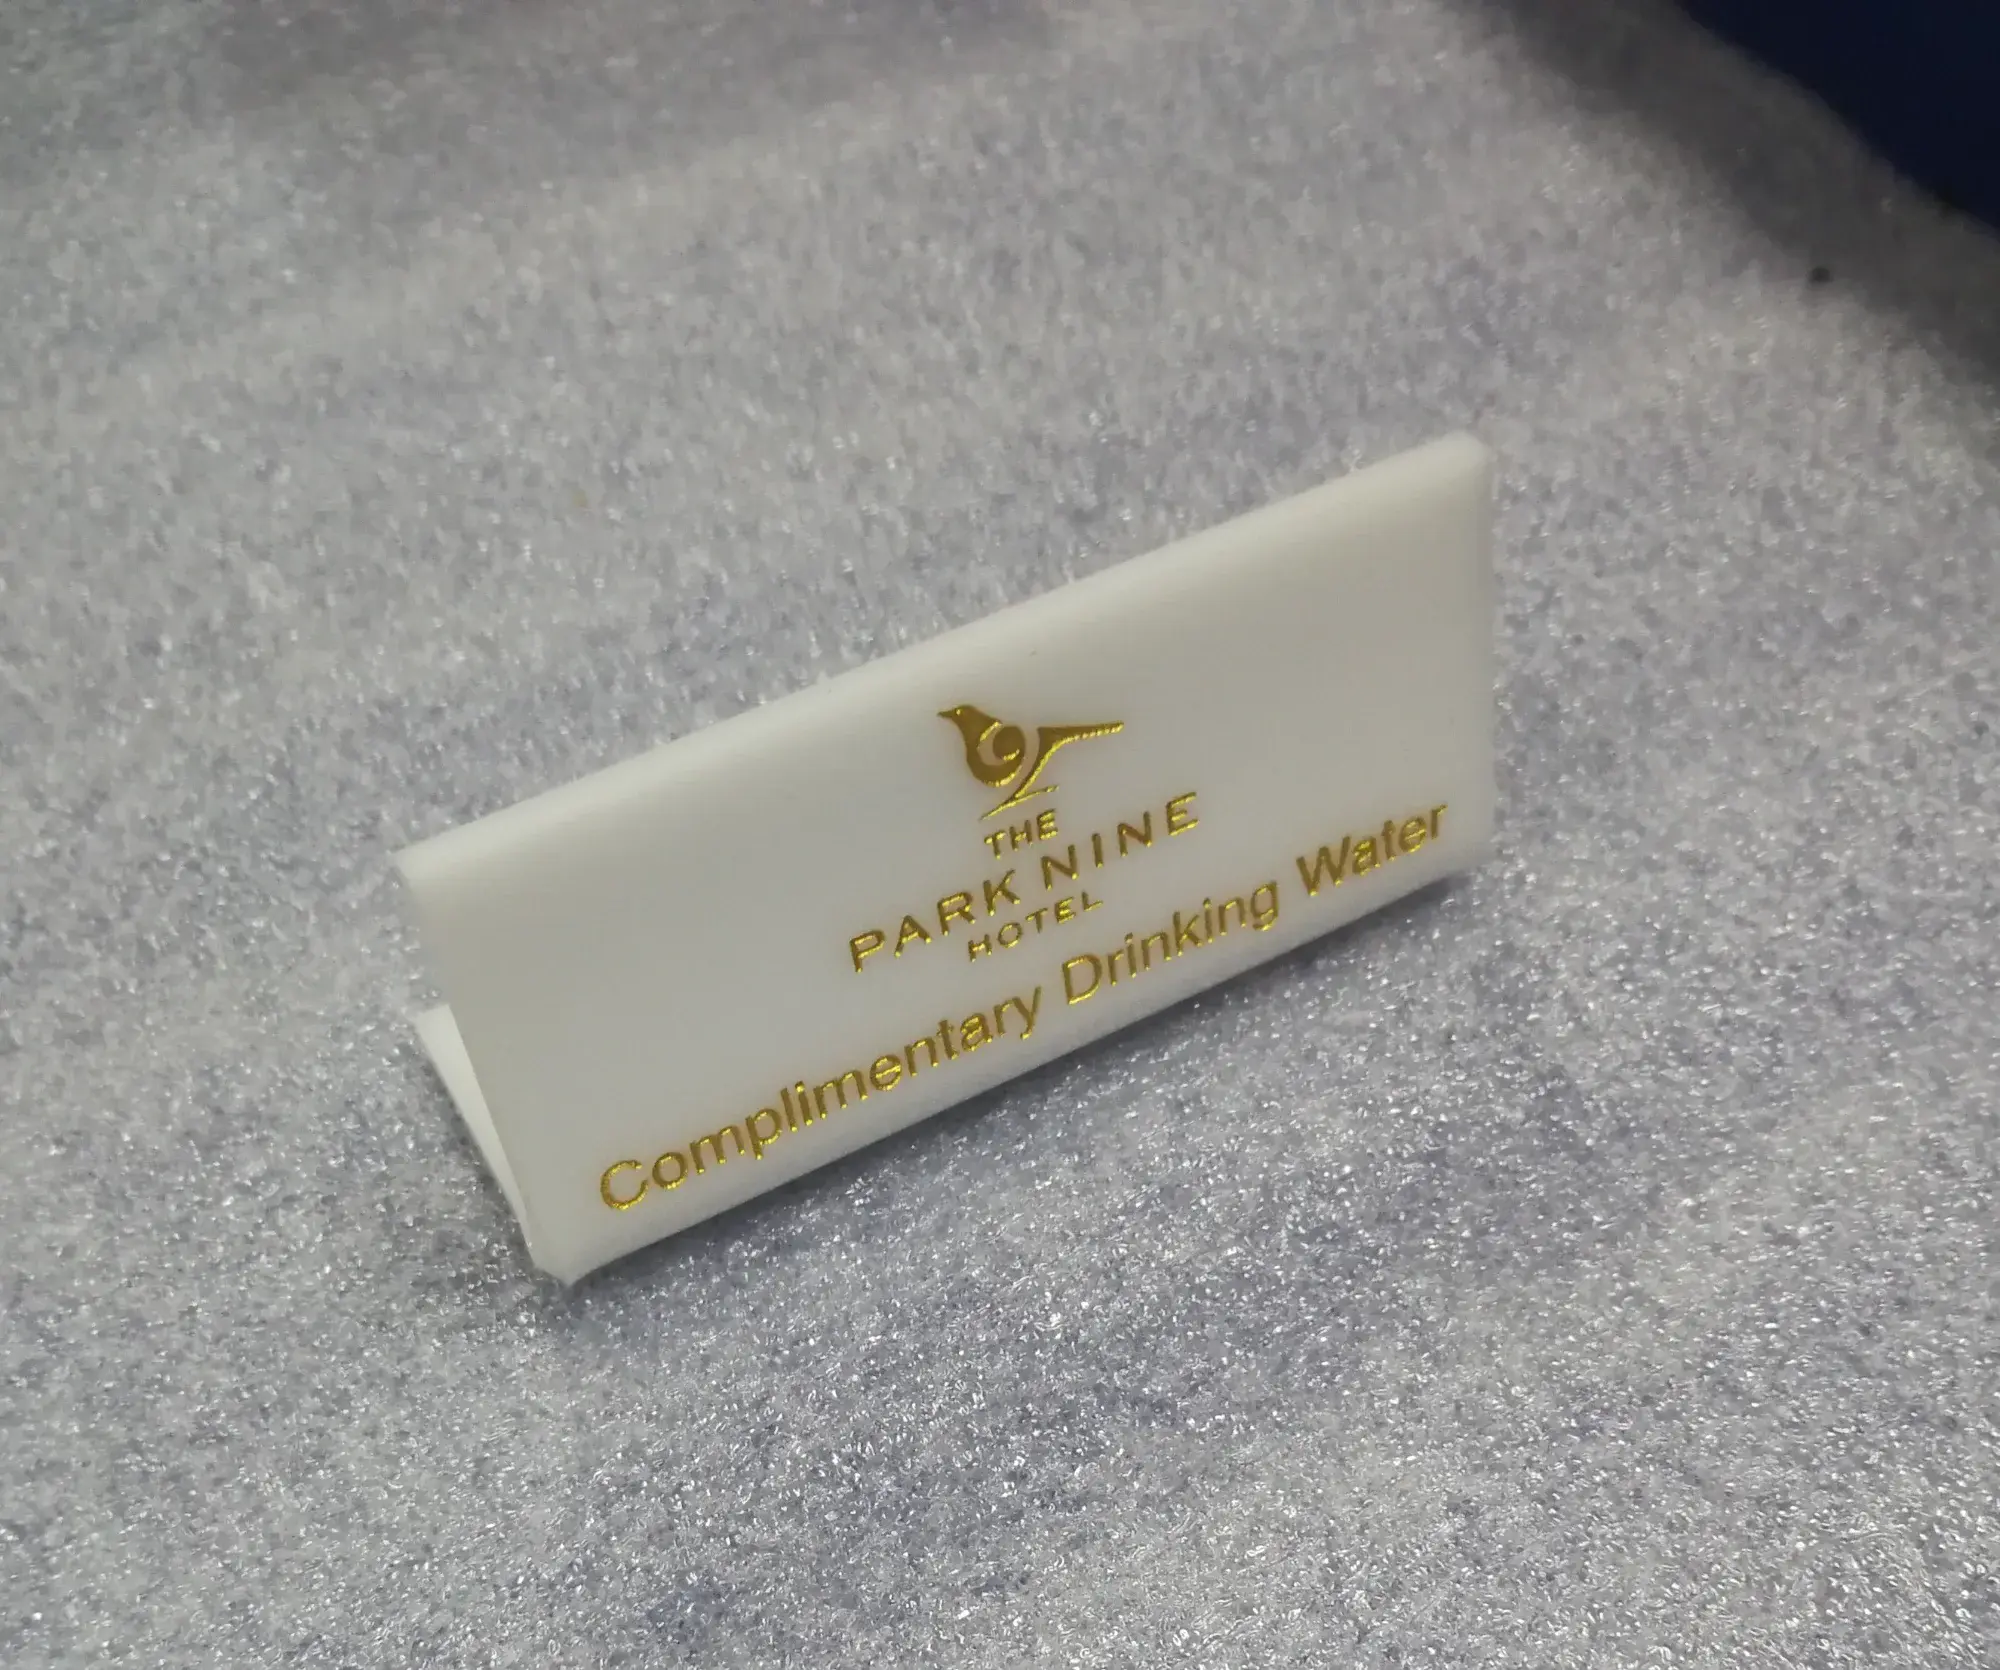 THE
PARK NINE
HOTEL
Complimentary Drinking Water